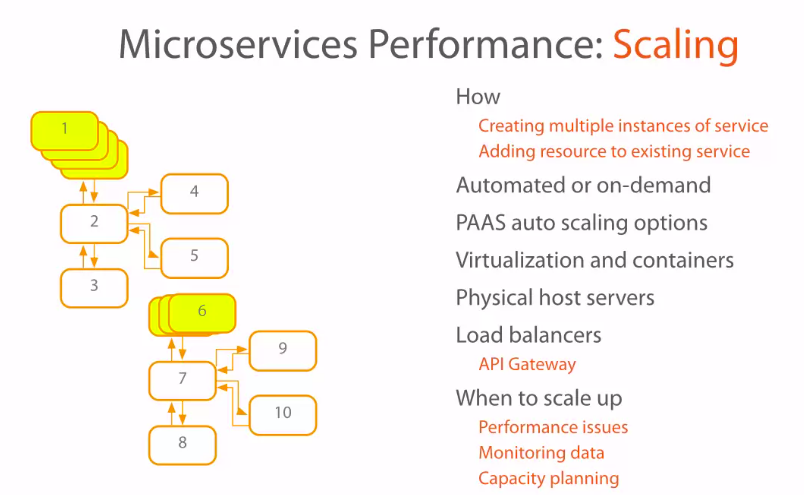 Microservices Performance: Scaling
1
2
3
4
5
6
7
8
9
10
How
Creating multiple instances of service
Adding resource to existing service
Automated or on-demand
PAAS auto scaling options
Virtualization and containers
Physical host servers
Load balancers
API Gateway
When to scale up
Performance issues
Monitoring data
Capacity planning